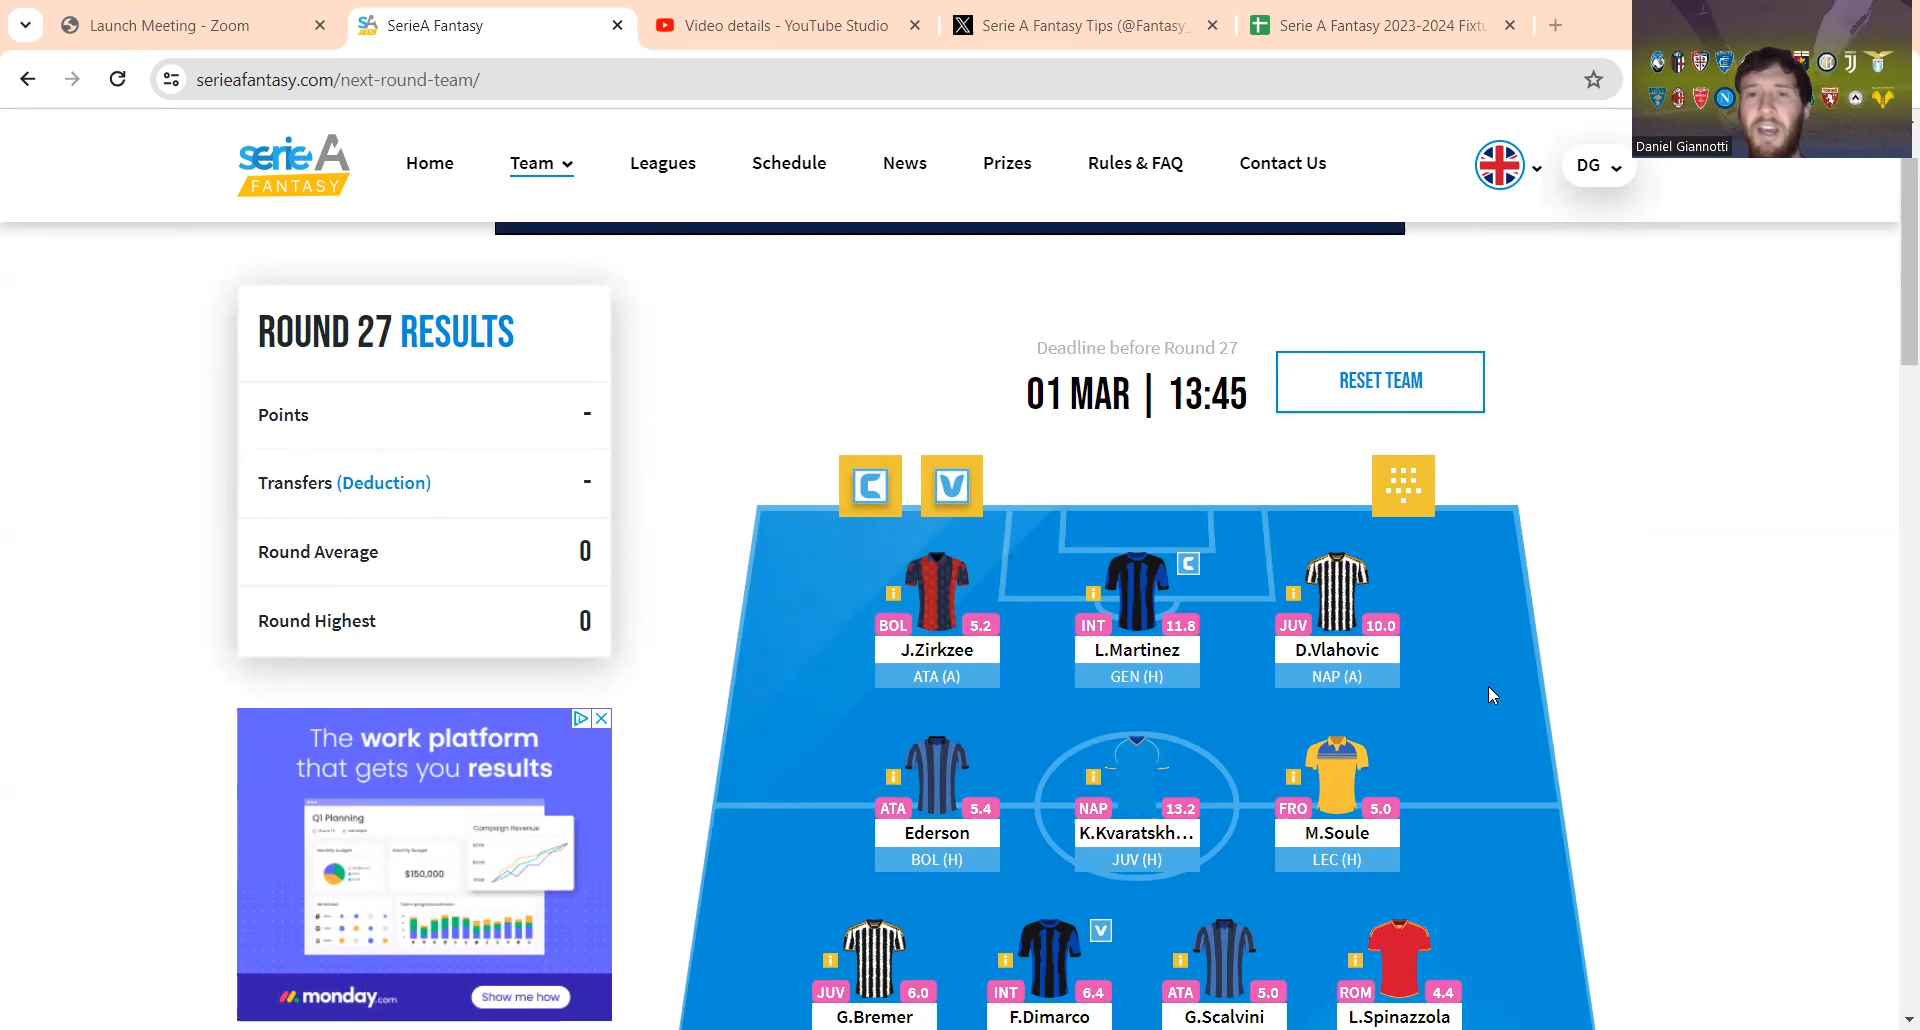 Launch Meeting - Zoom
SerieA Fantasy
Video details - YouTube Studio
Serie A Fantasy Tips (@Fantasy_
Serie A Fantasy 2023-2024 Fixtu
serieafantasy.com/next-round-team/
Daniel Giannotti
serie A
FANTASY
Home
Team
Leagues
Schedule
News
Prizes
Rules & FAQ
Contact Us
DG
ROUND 27 RESULTS
Points -
Transfers (Deduction) -
Round Average 0
Round Highest 0
Deadline before Round 27
01 MAR | 13:45
RESET TEAM
C
V
C
BOL 5.2
J.Zirkzee
ATA (A)
INT 11.8
L.Martinez
GEN (H)
JUV 10.0
D.Vlahovic
NAP (A)
ATA 5.4
Ederson
BOL (H)
NAP 13.2
K.Kvaratskh...
JUV (H)
FRO 5.0
M.Soule
LEC (H)
V
JUV 6.0
G.Bremer
INT 6.4
F.Dimarco
ATA 5.0
G.Scalvini
ROM 4.4
L.Spinazzola
The work platform
that gets you results
Q1 Planning
$150,000
Campaign Revenue
monday.com
Show me how